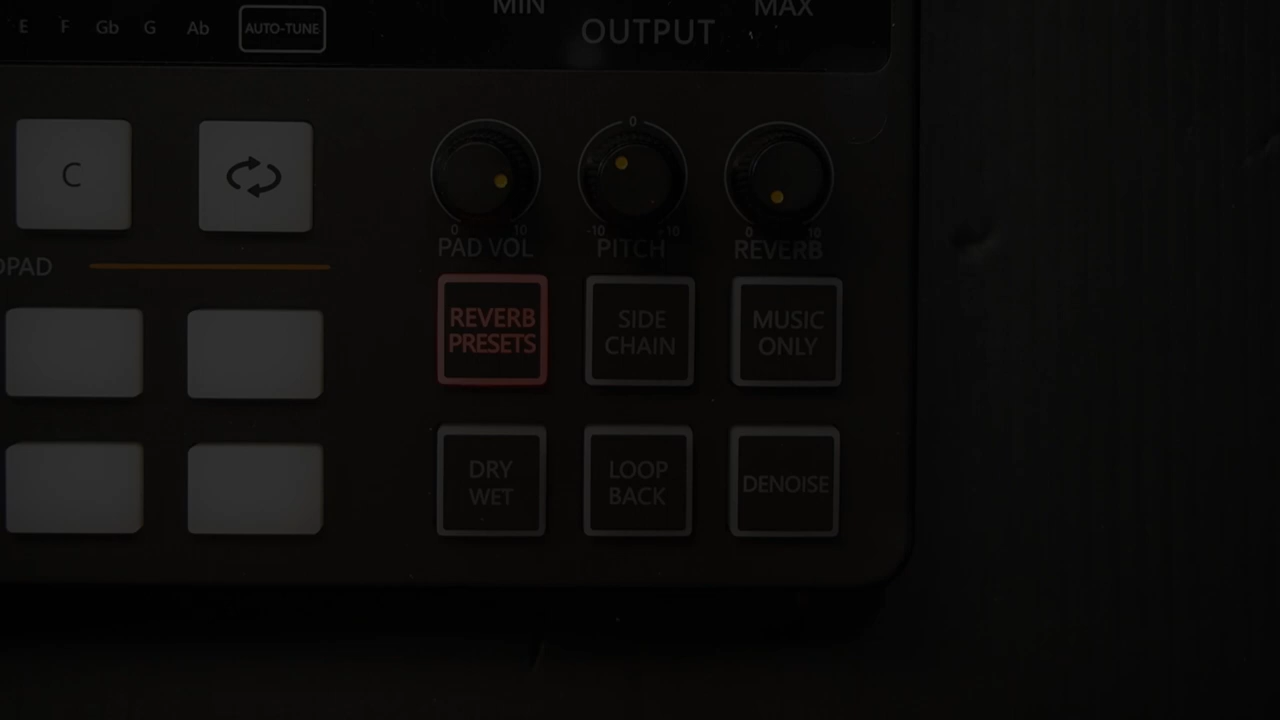 MIN MAX
E F Gb G Ab AUTO-TUNE OUTPUT
C
0
0 10 -10 +10 0 10
PAD VOL PITCH REVERB
OPAD
REVERB
PRESETS
SIDE
CHAIN
MUSIC
ONLY
DRY
WET
LOOP
BACK
DENOISE